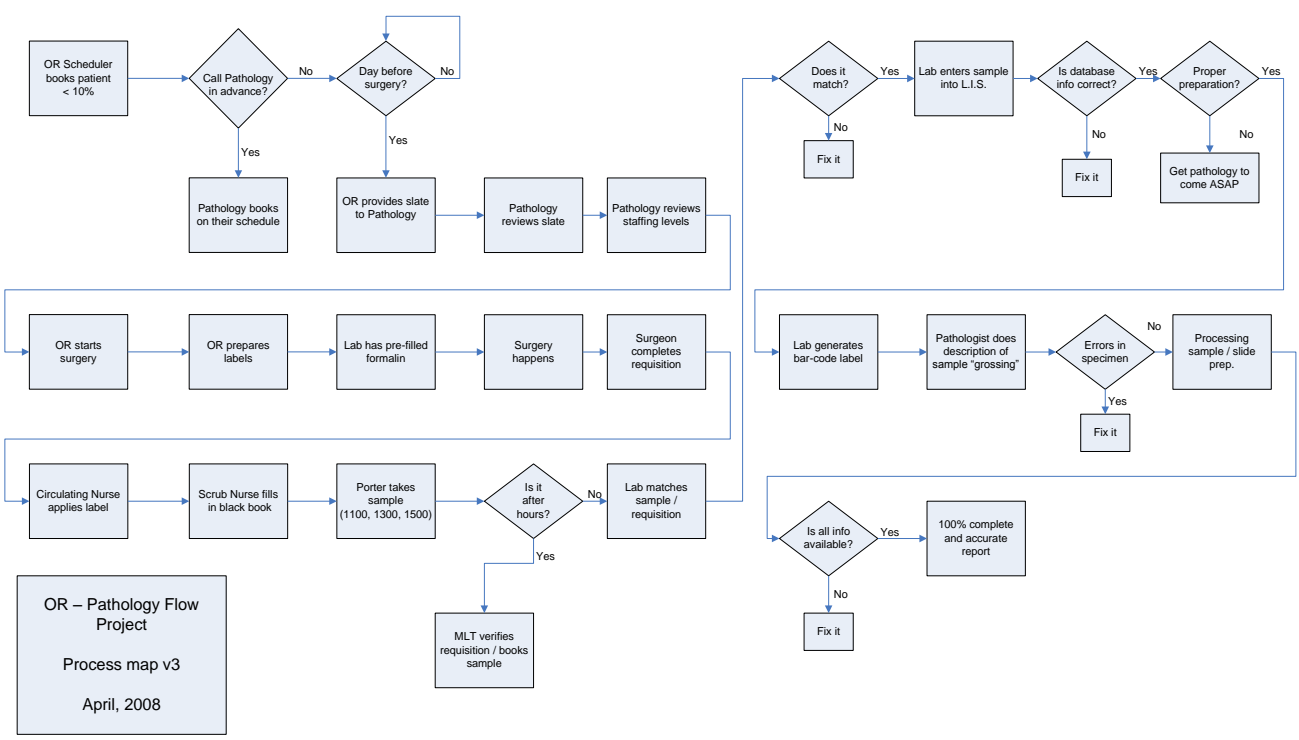 OR Scheduler
books patient
< 10%
Call Pathology
in advance?
No
Yes
Pathology books
on their schedule
Day before
surgery?
No
Yes
OR provides slate
to Pathology
Pathology
reviews slate
Pathology reviews
staffing levels
OR starts
surgery
OR prepares
labels
Lab has pre-filled
formalin
Surgery
happens
Surgeon
completes
requisition
Circulating Nurse
applies label
Scrub Nurse fills
in black book
Porter takes
sample
(1100, 1300, 1500)
Is it
after
hours?
No
Yes
MLT verifies
requisition / books
sample
Lab matches
sample /
requisition
Does it
match?
Yes
No
Fix it
Lab enters sample
into L.I.S.
Is database
info correct?
Yes
No
Fix it
Proper
preparation?
Yes
No
Get pathology to
come ASAP
Lab generates
bar-code label
Pathologist does
description of
sample “grossing”
Errors in
specimen
No
Yes
Fix it
Processing
sample / slide
prep.
Is all info
available?
Yes
No
Fix it
100% complete
and accurate
report
OR – Pathology Flow
Project
Process map v3
April, 2008